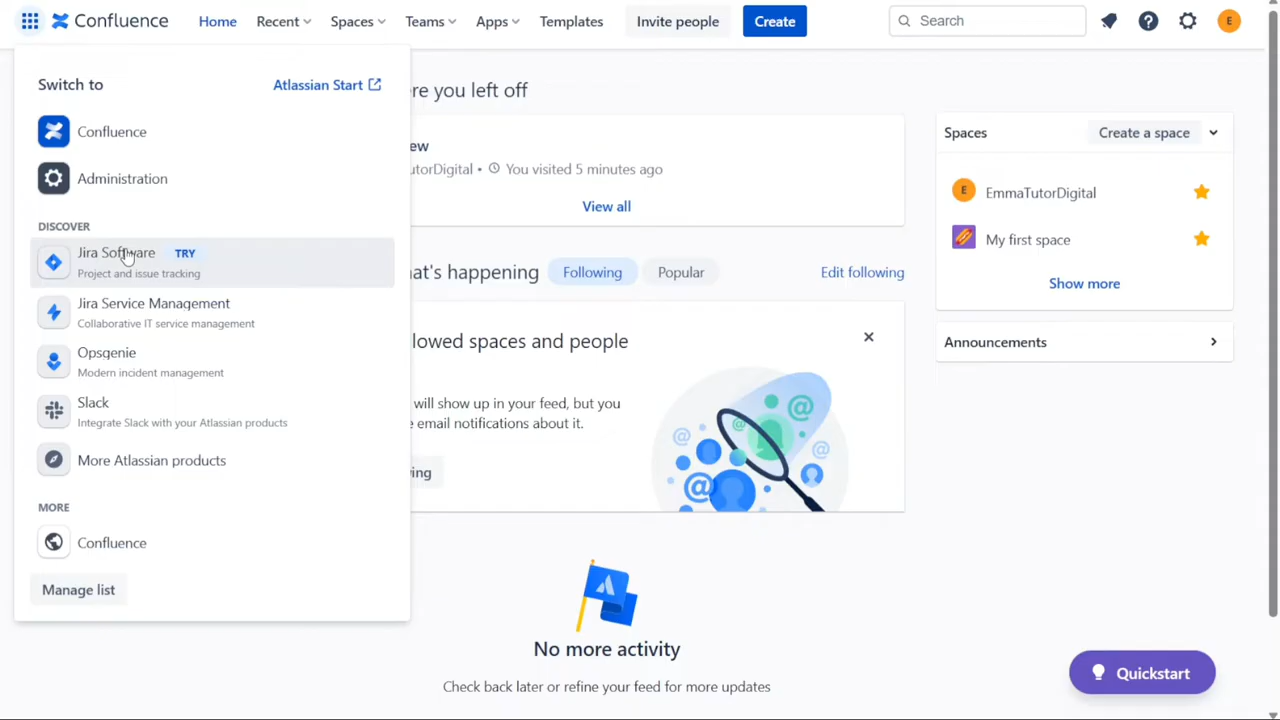 Confluence Home Recent Spaces Teams Apps Templates Invite people Create Search E
Switch to Atlassian Start
Confluence
Administration
DISCOVER
Jira Software TRY
Project and issue tracking
Jira Service Management
Collaborative IT service management
Opsgenie
Modern incident management
Slack
Integrate Slack with your Atlassian products
More Atlassian products
MORE
Confluence
Manage list
ere you left off
ew
utorDigital • You visited 5 minutes ago
View all
at's happening Following Popular Edit following
lowed spaces and people
will show up in your feed, but you
e email notifications about it.
ing
No more activity
Check back later or refine your feed for more updates
Spaces Create a space
E EmmaTutorDigital
My first space
Show more
Announcements
Quickstart